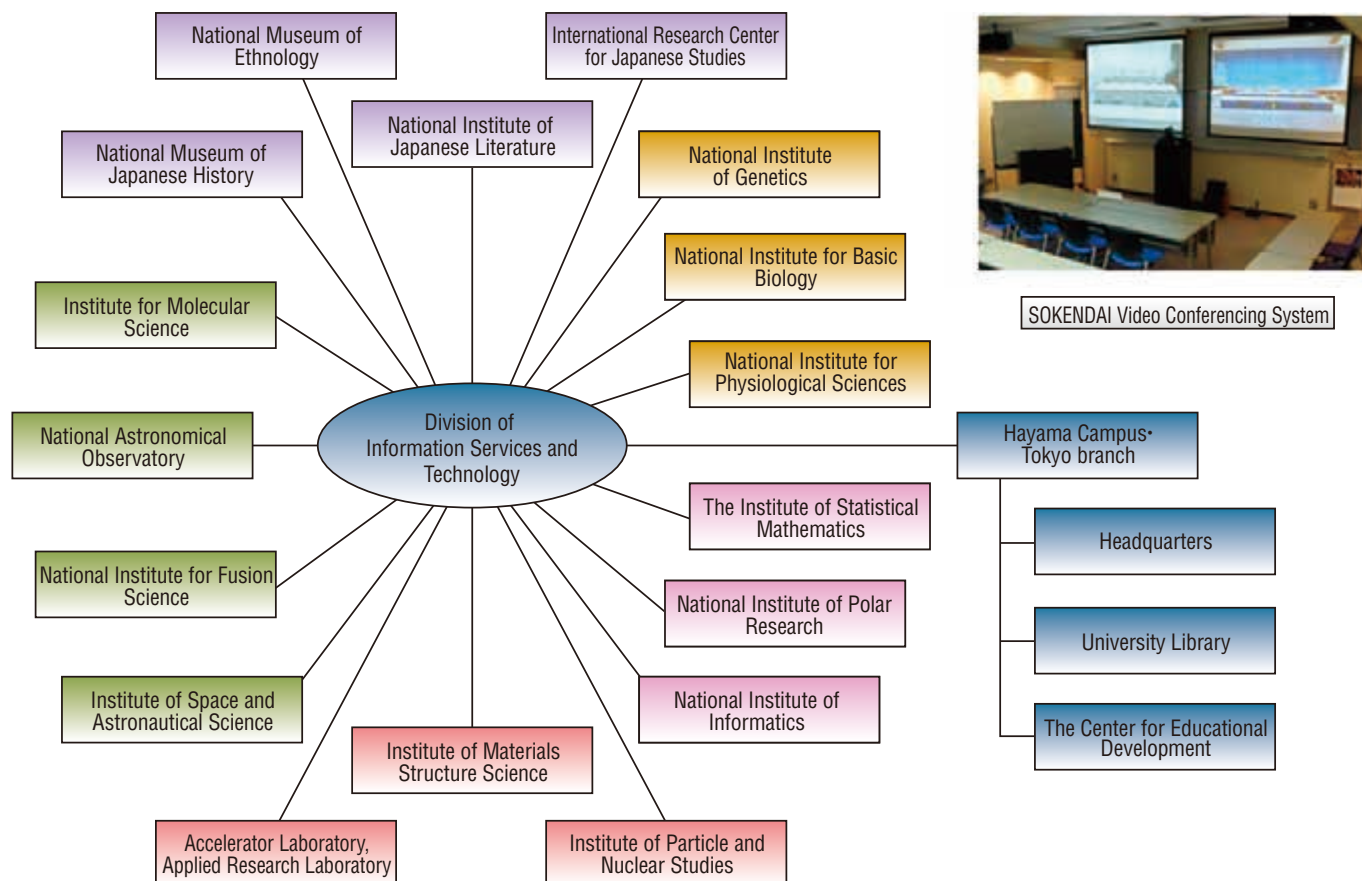 National Museum of
Ethnology
International Research Center
for Japanese Studies
National Institute of
Japanese Literature
National Museum of
Japanese History
National Institute
of Genetics
National Institute for Basic
Biology
Institute for Molecular
Science
SOKENDAI Video Conferencing System
National Institute for
Physiological Sciences
Division of
Information Services and
Technology
National Astronomical
Observatory
Hayama Campus・
Tokyo branch
The Institute of Statistical
Mathematics
Headquarters
National Institute for Fusion
Science
National Institute of Polar
Research
University Library
Institute of Space and
Astronautical Science
National Institute of
Informatics
The Center for Educational
Development
Institute of Materials
Structure Science
Accelerator Laboratory,
Applied Research Laboratory
Institute of Particle and
Nuclear Studies